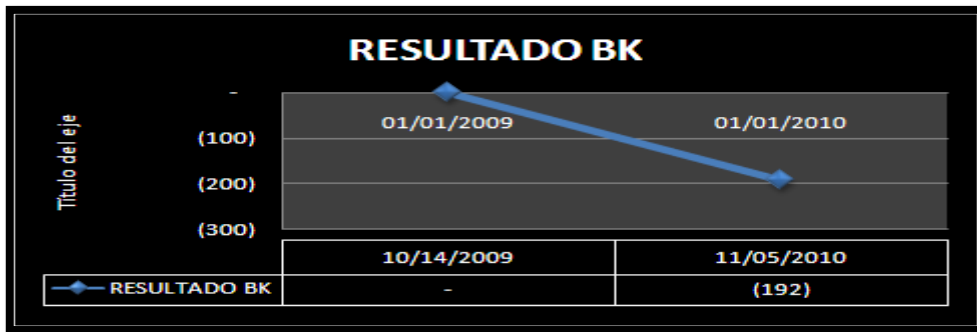 RESULTADO BK
Título del eje
-
(100)
(200)
(300)
01/01/2009 01/01/2010
10/14/2009 11/05/2010
RESULTADO BK - (192)